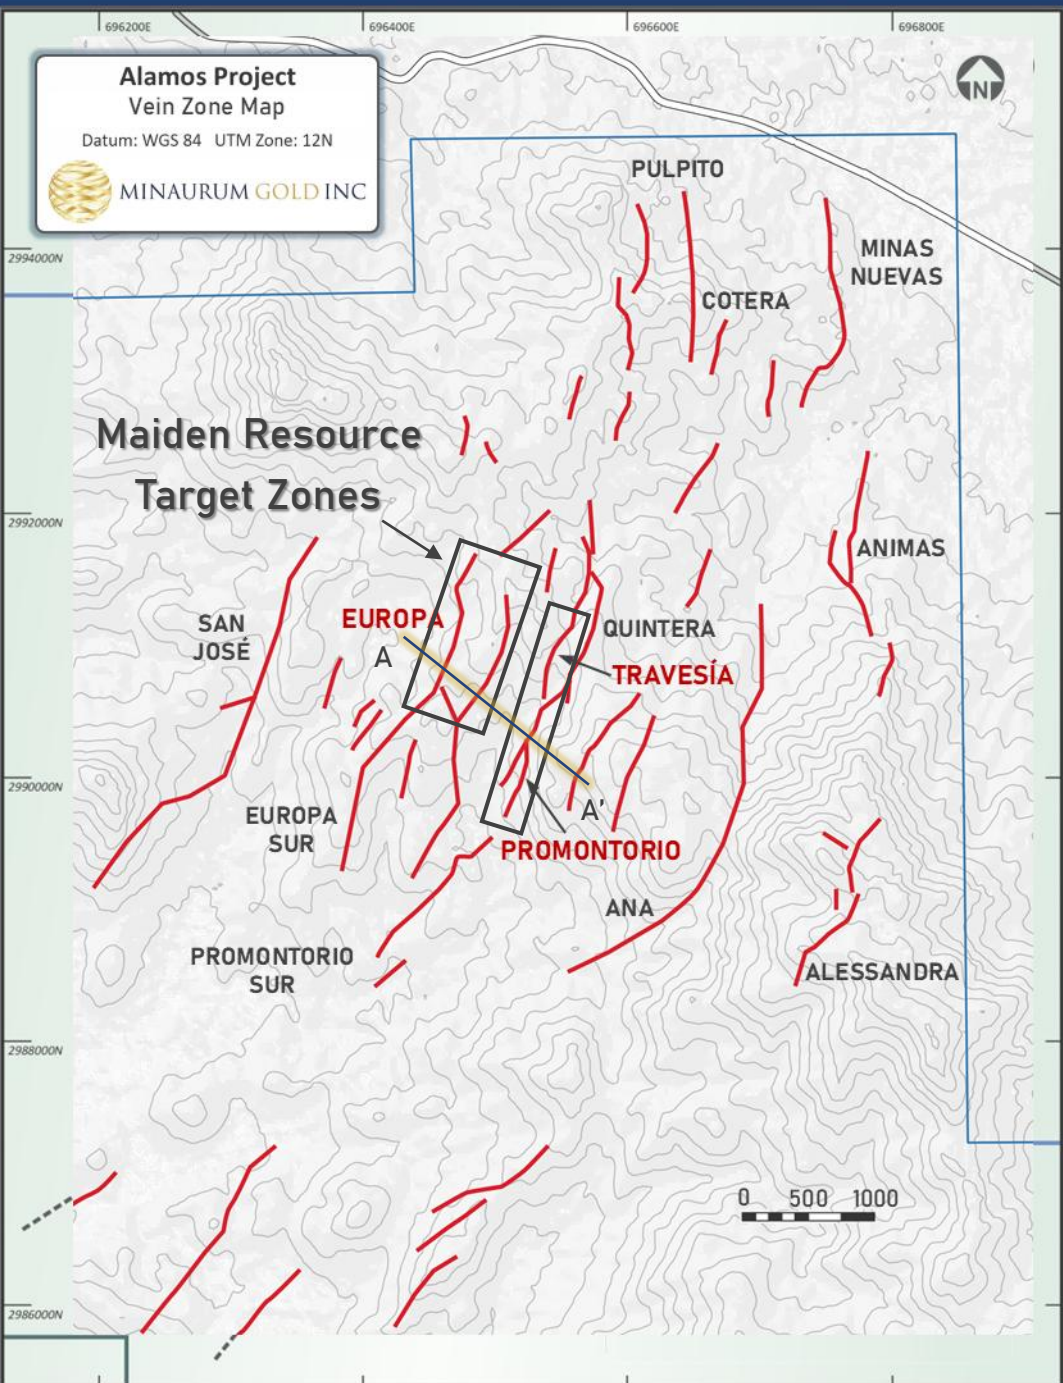 696200E
696400E
696600E
696800E
Alamos Project
Vein Zone Map
Datum: WGS 84 UTM Zone: 12N
MINAURUM GOLD INC
N
PULPITO
MINAS
NUEVAS
2994000N
COTERA
Maiden Resource
Target Zones
2992000N
ANIMAS
SAN
JOSÉ
EUROPA
A
QUINTERA
TRAVESÍA
2990000N
EUROPA
SUR
A'
PROMONTORIO
ANA
PROMONTORIO
SUR
ALESSANDRA
2988000N
0 500 1000
2986000N